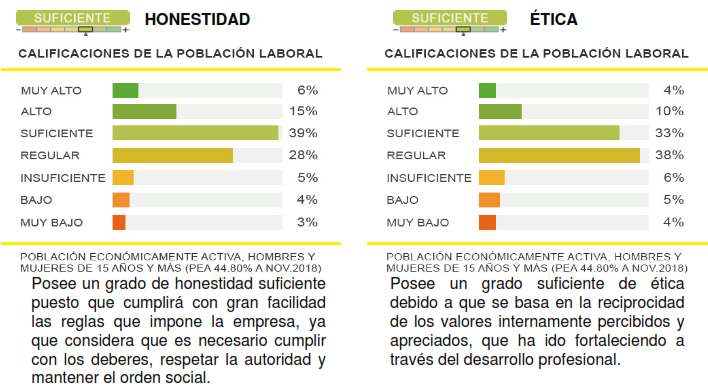 SUFICIENTE HONESTIDAD
- +
CALIFICACIONES DE LA POBLACIÓN LABORAL
MUY ALTO 6%
ALTO 15%
SUFICIENTE 39%
REGULAR 28%
INSUFICIENTE 5%
BAJO 4%
MUY BAJO 3%
POBLACIÓN ECONÓMICAMENTE ACTIVA, HOMBRES Y
MUJERES DE 15 AÑOS Y MÁS (PEA 44.80% A NOV.2018)
Posee un grado de honestidad suficiente
puesto que cumplirá con gran facilidad
las reglas que impone la empresa, ya
que considera que es necesario cumplir
con los deberes, respetar la autoridad y
mantener el orden social.
SUFICIENTE ÉTICA
- +
CALIFICACIONES DE LA POBLACIÓN LABORAL
MUY ALTO 4%
ALTO 10%
SUFICIENTE 33%
REGULAR 38%
INSUFICIENTE 6%
BAJO 5%
MUY BAJO 4%
POBLACIÓN ECONÓMICAMENTE ACTIVA, HOMBRES Y
MUJERES DE 15 AÑOS Y MÁS (PEA 44.80% A NOV.2018)
Posee un grado suficiente de ética
debido a que se basa en la reciprocidad
de los valores internamente percibidos y
apreciados, que ha ido fortaleciendo a
través del desarrollo profesional.